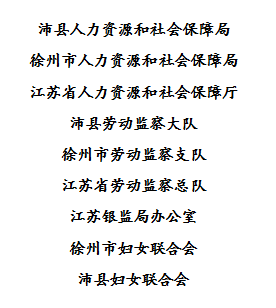 沛县人力资源和社会保障局
徐州市人力资源和社会保障局
江苏省人力资源和社会保障厅
沛县劳动监察大队
徐州市劳动监察支队
江苏省劳动监察总队
江苏银监局办公室
徐州市妇女联合会
沛县妇女联合会